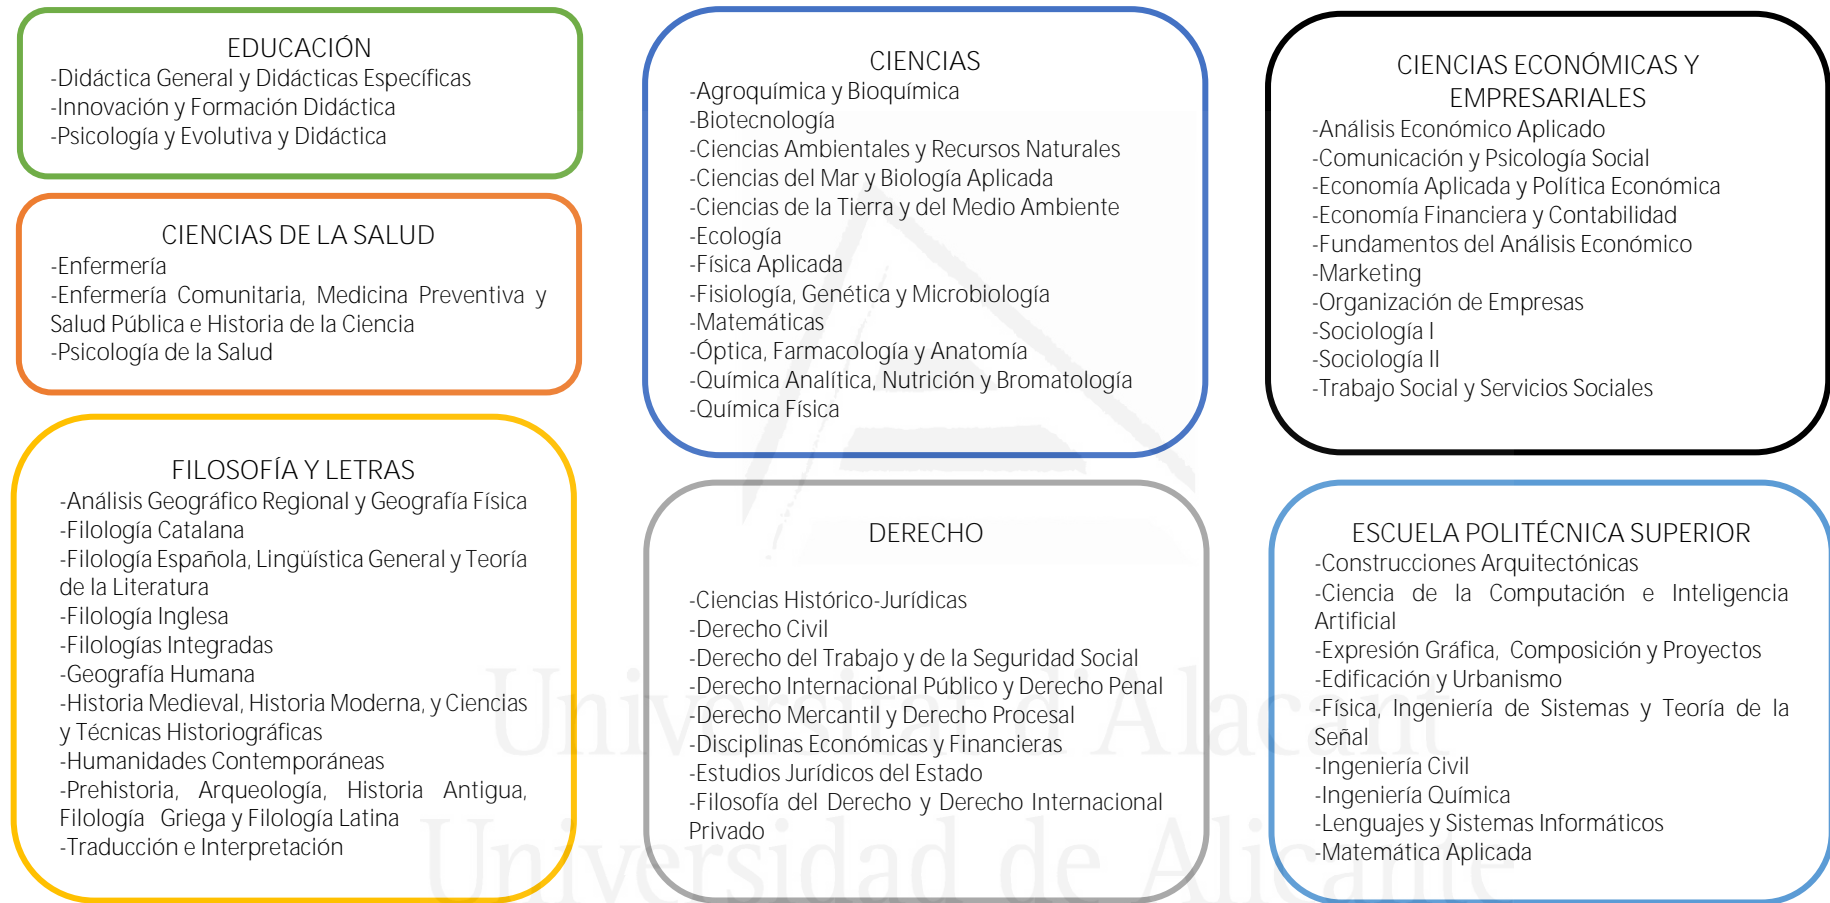 EDUCACIÓN
-Didáctica General y Didácticas Específicas
-Innovación y Formación Didáctica
-Psicología y Evolutiva y Didáctica
CIENCIAS DE LA SALUD
-Enfermería
-Enfermería Comunitaria, Medicina Preventiva y
Salud Pública e Historia de la Ciencia
-Psicología de la Salud
FILOSOFÍA Y LETRAS
-Análisis Geográfico Regional y Geografía Física
-Filología Catalana
-Filología Española, Lingüística General y Teoría
de la Literatura
-Filología Inglesa
-Filologías Integradas
-Geografía Humana
-Historia Medieval, Historia Moderna, y Ciencias
y Técnicas Historiográficas
-Humanidades Contemporáneas
-Prehistoria, Arqueología, Historia Antigua,
Filología Griega y Filología Latina
-Traducción e Interpretación
CIENCIAS
-Agroquímica y Bioquímica
-Biotecnología
-Ciencias Ambientales y Recursos Naturales
-Ciencias del Mar y Biología Aplicada
-Ciencias de la Tierra y del Medio Ambiente
-Ecología
-Física Aplicada
-Fisiología, Genética y Microbiología
-Matemáticas
-Óptica, Farmacología y Anatomía
-Química Analítica, Nutrición y Bromatología
-Química Física
DERECHO
-Ciencias Histórico-Jurídicas
-Derecho Civil
-Derecho del Trabajo y de la Seguridad Social
-Derecho Internacional Público y Derecho Penal
-Derecho Mercantil y Derecho Procesal
-Disciplinas Económicas y Financieras
-Estudios Jurídicos del Estado
-Filosofía del Derecho y Derecho Internacional
Privado
CIENCIAS ECONÓMICAS Y
EMPRESARIALES
-Análisis Económico Aplicado
-Comunicación y Psicología Social
-Economía Aplicada y Política Económica
-Economía Financiera y Contabilidad
-Fundamentos del Análisis Económico
-Marketing
-Organización de Empresas
-Sociología I
-Sociología II
-Trabajo Social y Servicios Sociales
ESCUELA POLITÉCNICA SUPERIOR
-Construcciones Arquitectónicas
-Ciencia de la Computación e Inteligencia
Artificial
-Expresión Gráfica, Composición y Proyectos
-Edificación y Urbanismo
-Física, Ingeniería de Sistemas y Teoría de la
Señal
-Ingeniería Civil
-Ingeniería Química
-Lenguajes y Sistemas Informáticos
-Matemática Aplicada
Universitat d'Alacant
Universidad de Alicante